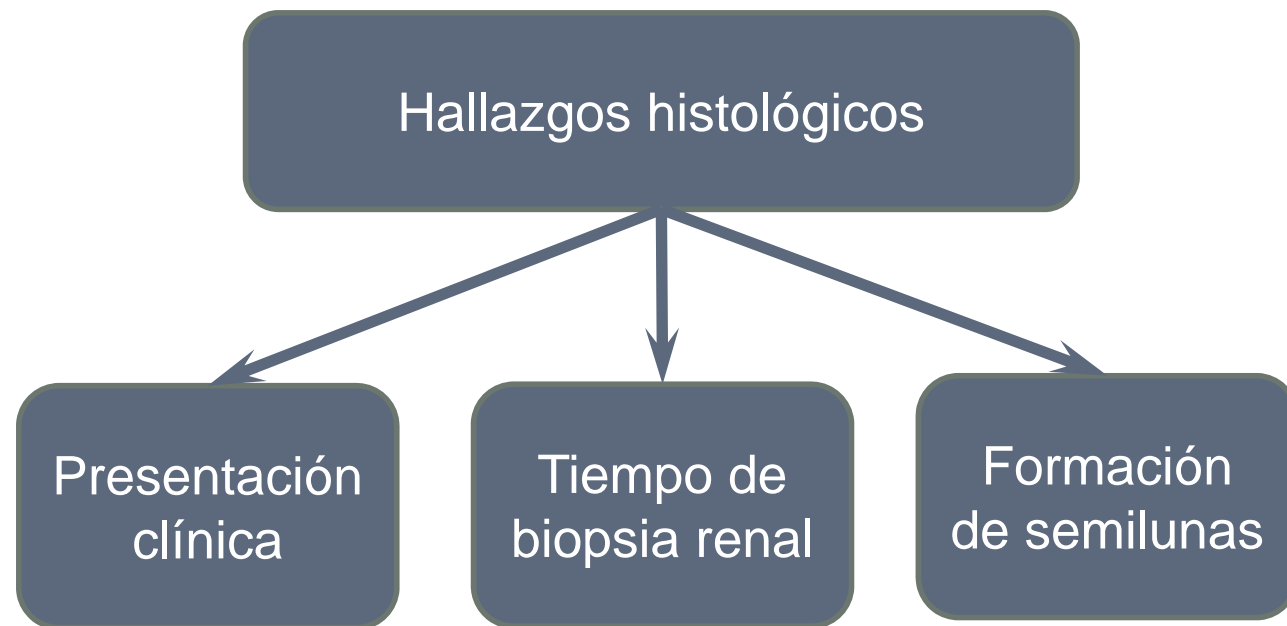 Hallazgos histológicos
Presentación
clínica
Tiempo de
biopsia renal
Formación
de semilunas